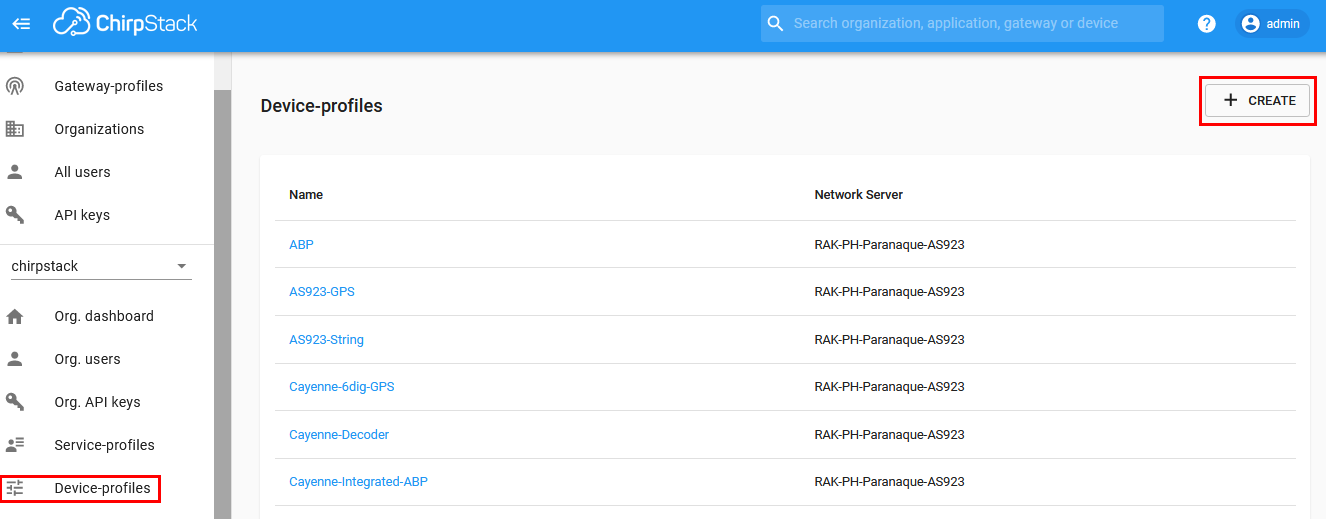 ChirpStack
Search organization, application, gateway or device
? admin
Gateway-profiles
Organizations
All users
API keys
chirpstack
Org. dashboard
Org. users
Org. API keys
Service-profiles
Device-profiles
Device-profiles
+ CREATE
Name Network Server
ABP RAK-PH-Paranaque-AS923
AS923-GPS RAK-PH-Paranaque-AS923
AS923-String RAK-PH-Paranaque-AS923
Cayenne-6dig-GPS RAK-PH-Paranaque-AS923
Cayenne-Decoder RAK-PH-Paranaque-AS923
Cayenne-Integrated-ABP RAK-PH-Paranaque-AS923